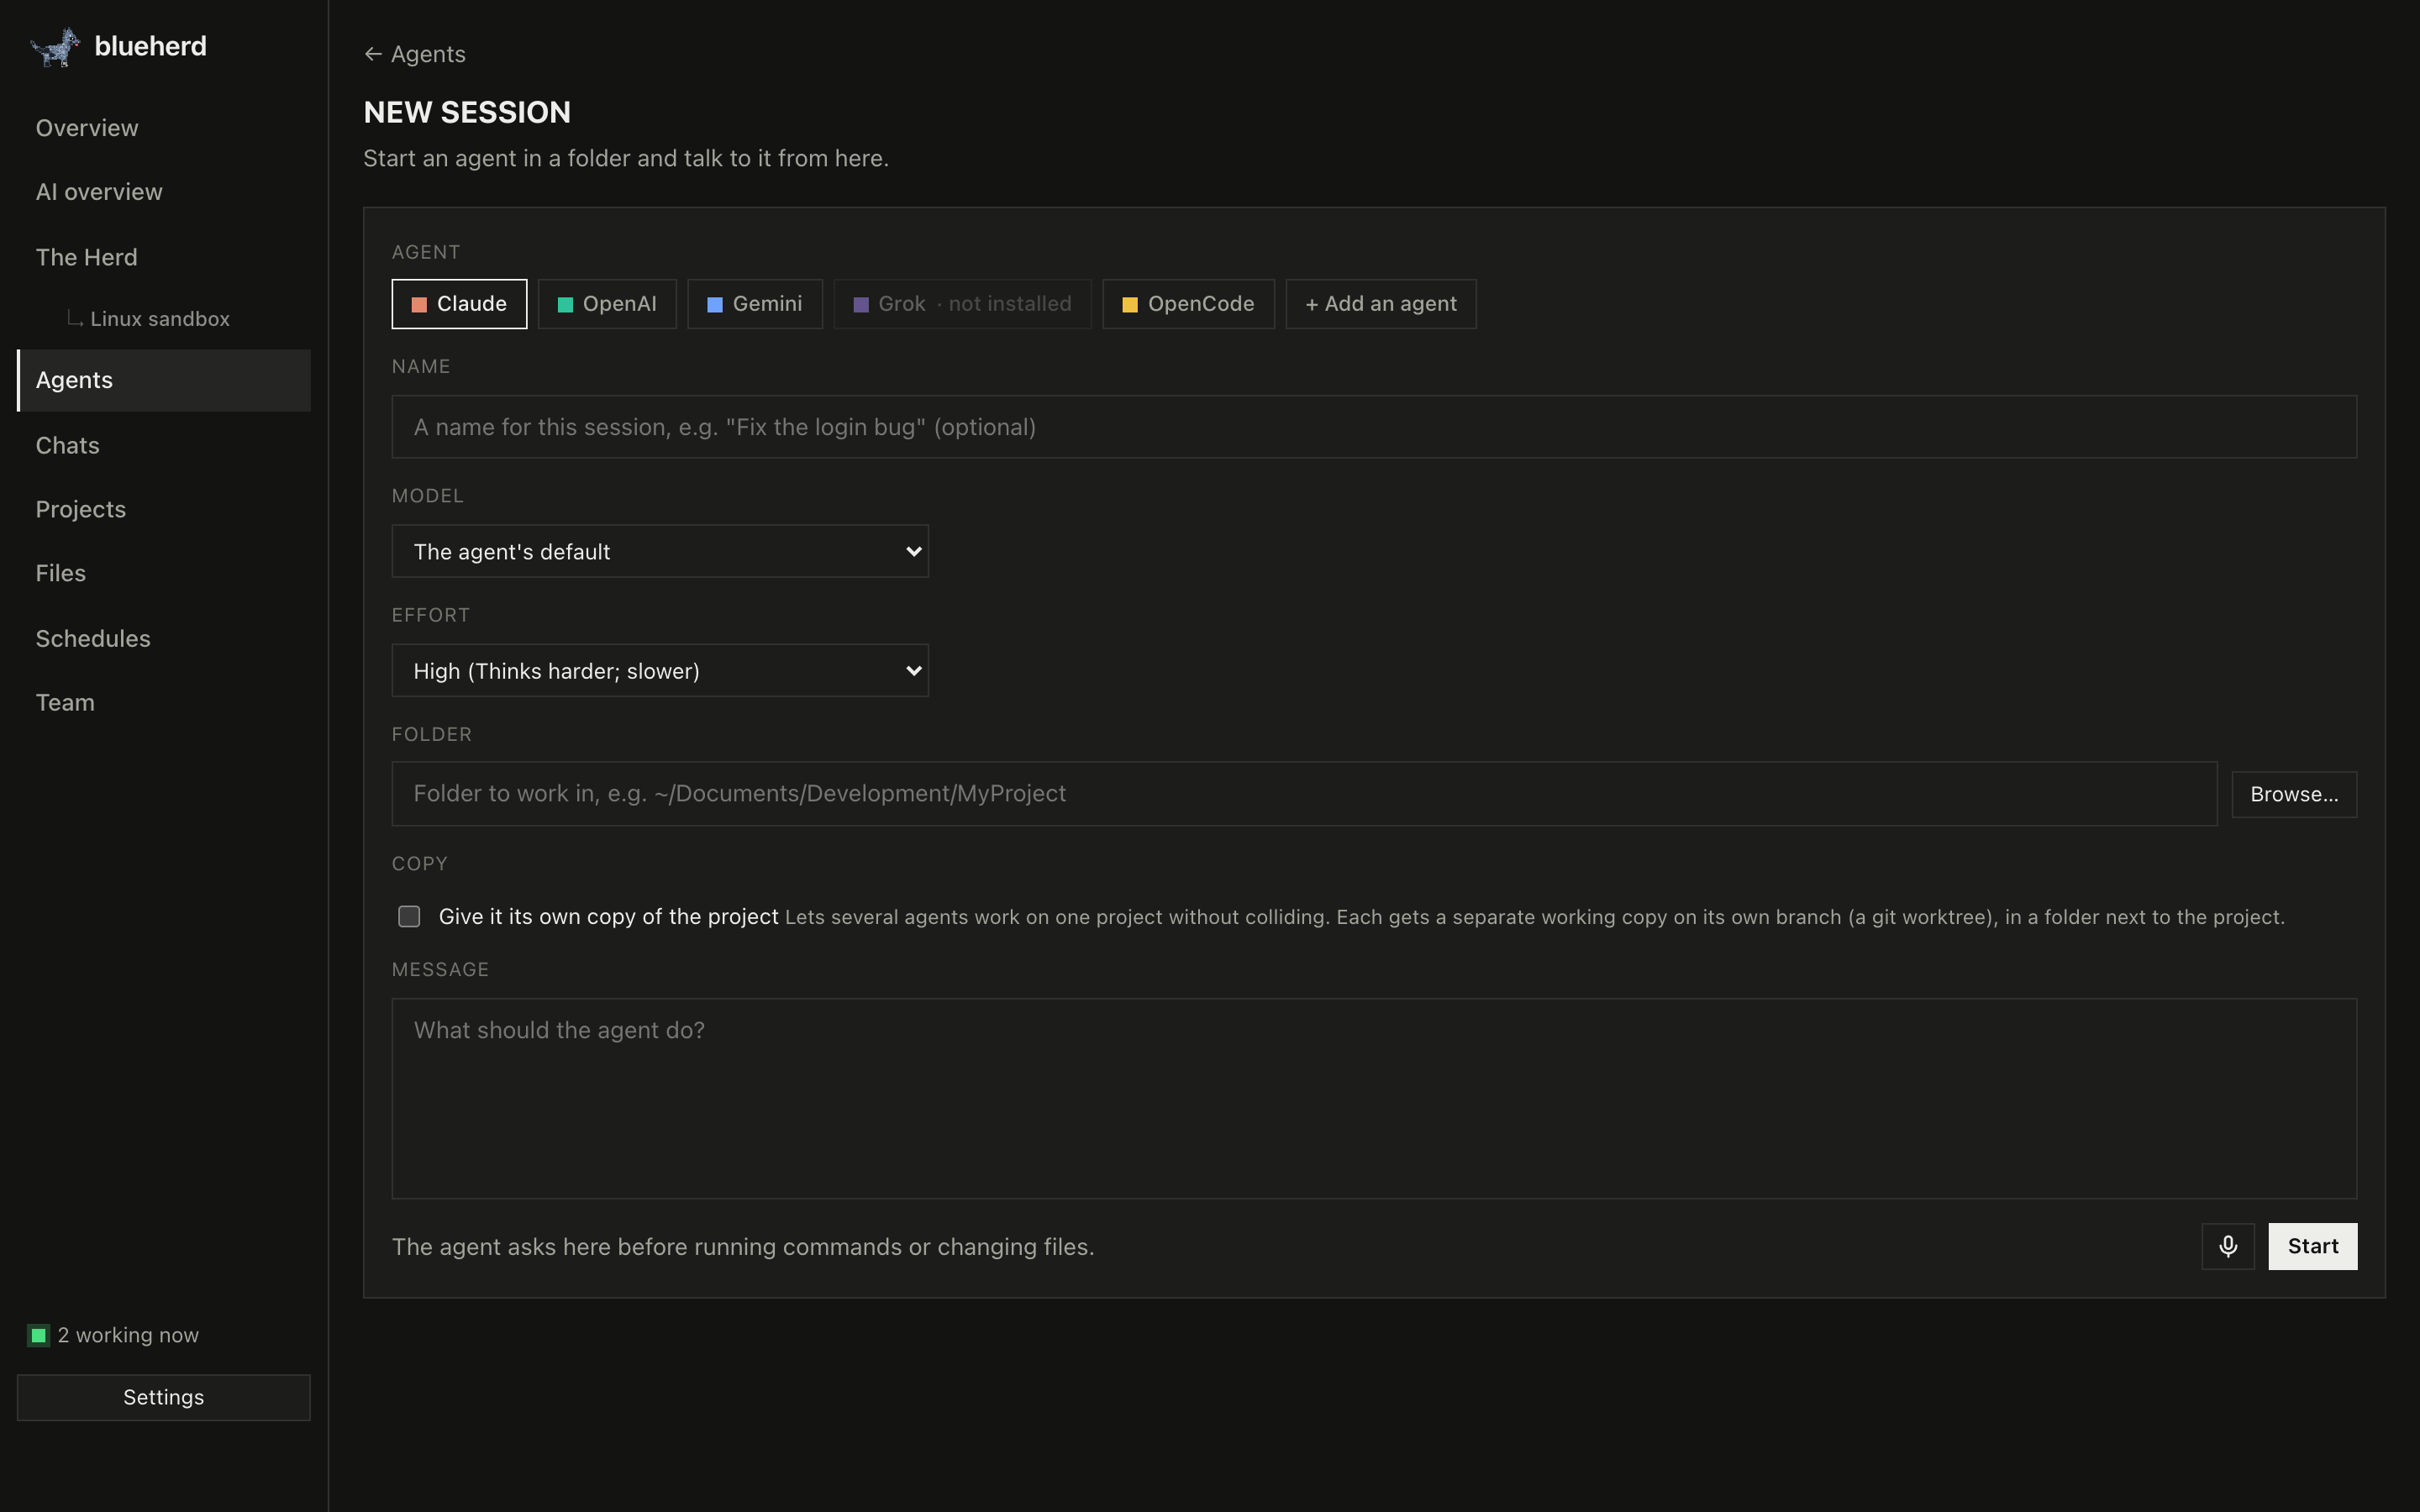 blueherd
Overview
AI overview
The Herd
Linux sandbox
Agents
Chats
Projects
Files
Schedules
Team
2 working now
Settings
← Agents
NEW SESSION
Start an agent in a folder and talk to it from here.
AGENT
Claude OpenAI Gemini Grok · not installed OpenCode + Add an agent
NAME
A name for this session, e.g. "Fix the login bug" (optional)
MODEL
The agent's default
EFFORT
High (Thinks harder; slower)
FOLDER
Folder to work in, e.g. ~/Documents/Development/MyProject Browse...
COPY
Give it its own copy of the project Lets several agents work on one project without colliding. Each gets a separate working copy on its own branch (a git worktree), in a folder next to the project.
MESSAGE
What should the agent do?
The agent asks here before running commands or changing files. Start